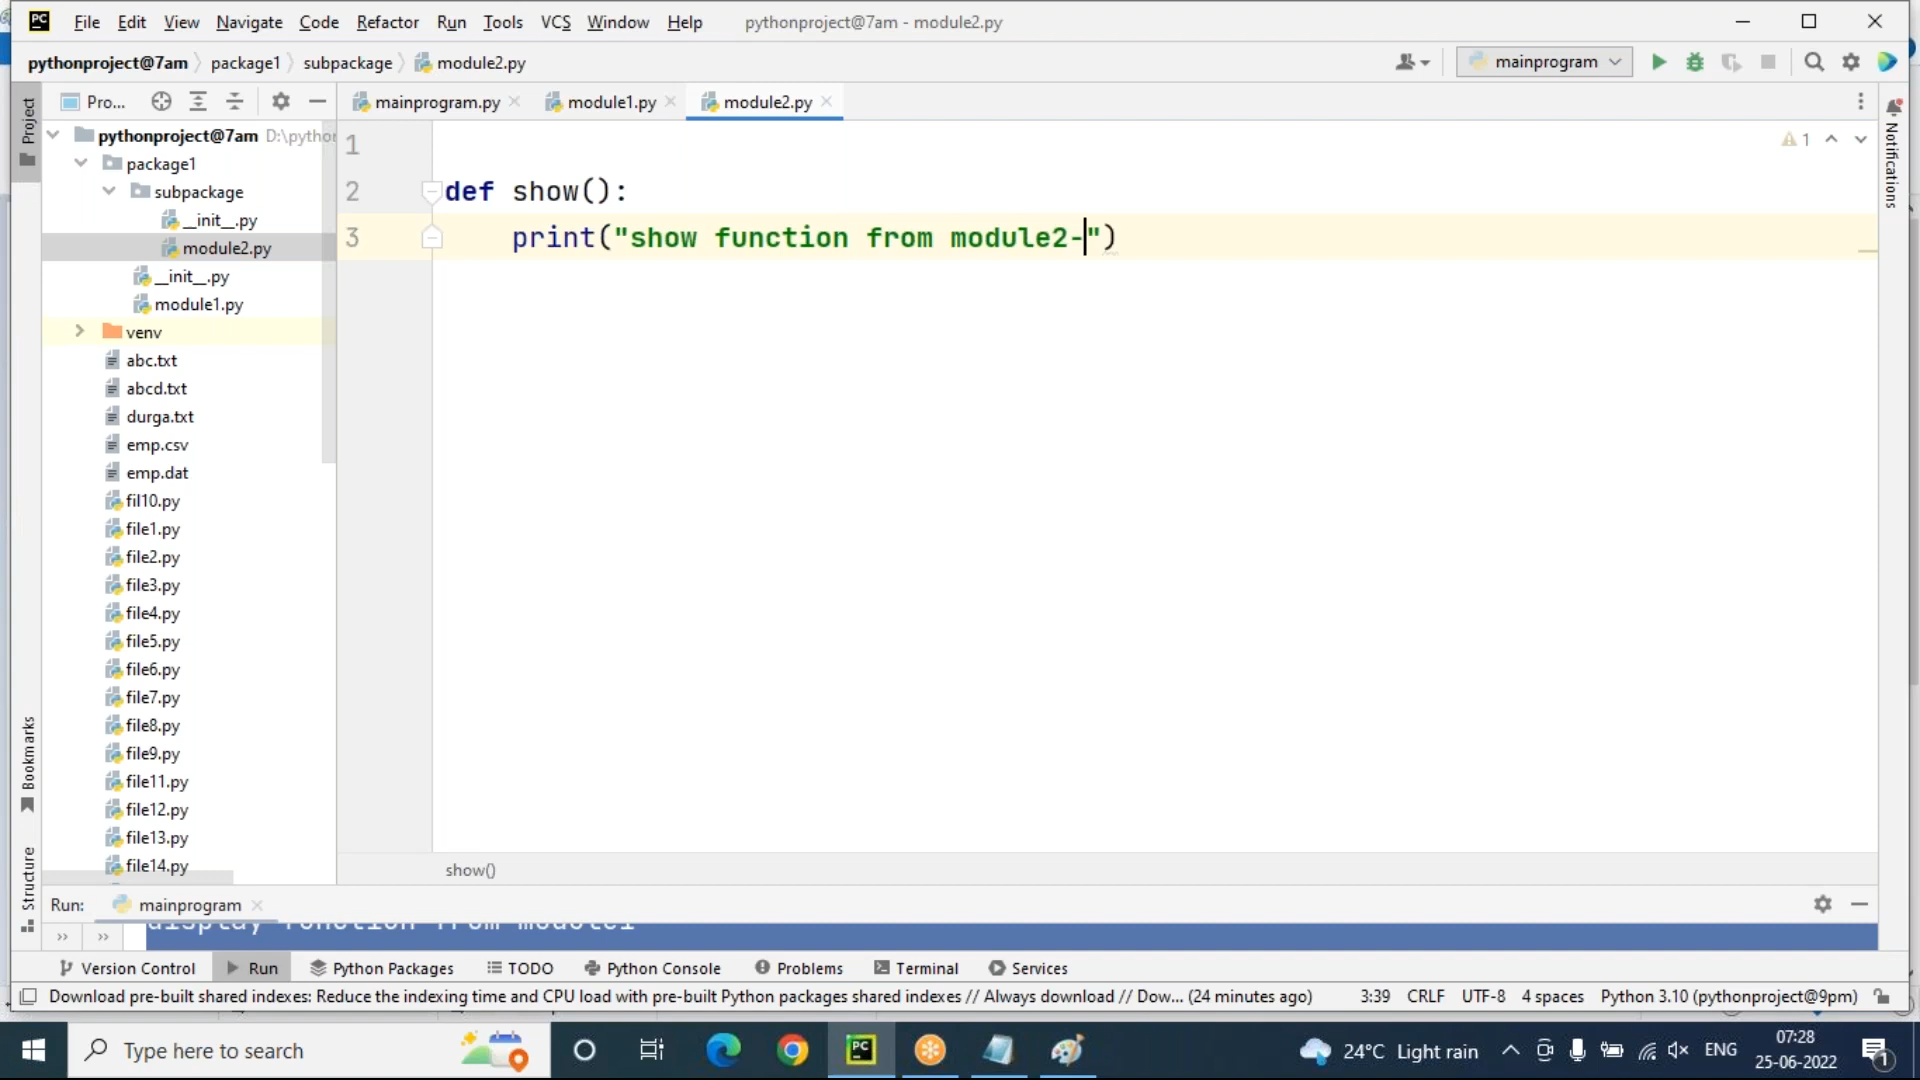 PC File Edit View Navigate Code Refactor Run Tools VCS Window Help pythonproject@7am - module2.py
pythonproject@7am package1 subpackage module2.py mainprogram
Project
Pro...
mainprogram.py module1.py module2.py
pythonproject@7am D:\pytho
package1
subpackage
__init__.py
module2.py
__init__.py
module1.py
venv
abc.txt
abcd.txt
durga.txt
emp.csv
emp.dat
fil10.py
file1.py
file2.py
file3.py
file4.py
file5.py
file6.py
file7.py
file8.py
file9.py
file11.py
file12.py
file13.py
file14.py
1
2 def show():
3 print("show function from module2-")
1
Notifications
Bookmarks
Structure
show()
Run: mainprogram
display function from module1
Version Control Run Python Packages TODO Python Console Problems Terminal Services
Download pre-built shared indexes: Reduce the indexing time and CPU load with pre-built Python packages shared indexes // Always download // Dow... (24 minutes ago) 3:39 CRLF UTF-8 4 spaces Python 3.10 (pythonproject@9pm)
Type here to search PC 24°C Light rain ENG 07:28
25-06-2022
1